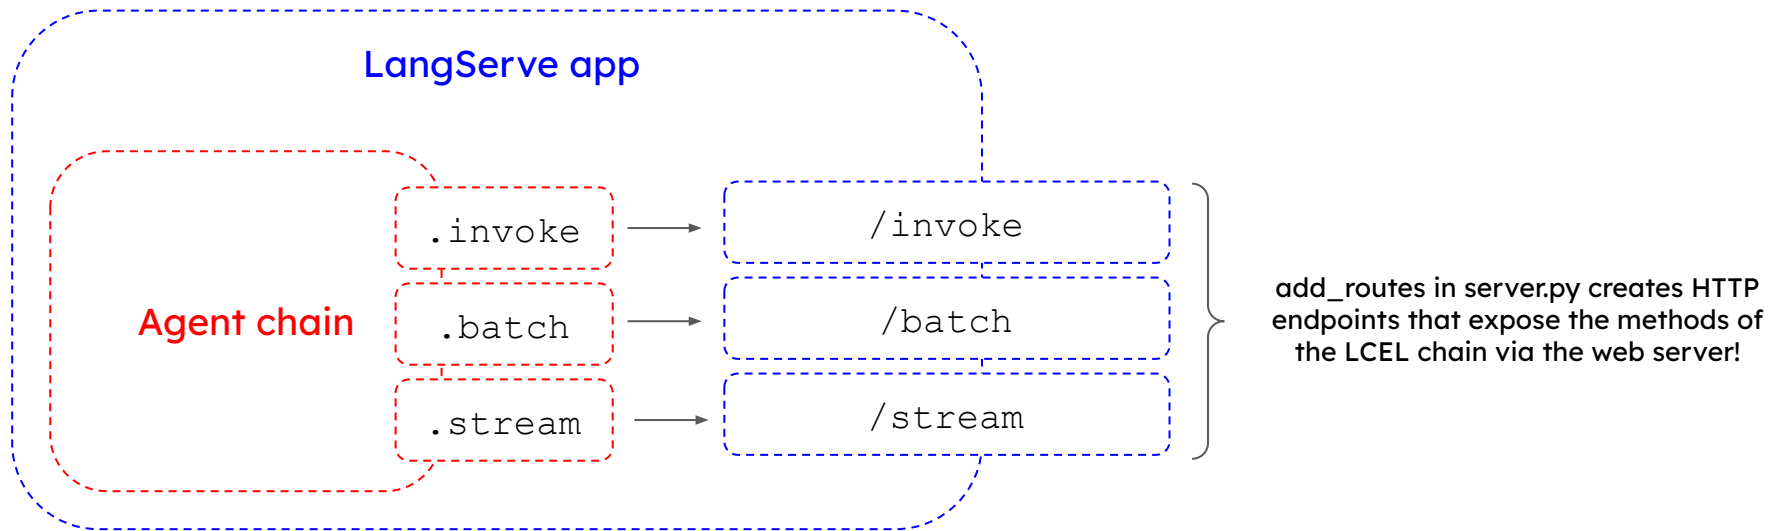 LangServe app
Agent chain
.invoke
/invoke
.batch
/batch
.stream
/stream
add_routes in server.py creates HTTP
endpoints that expose the methods of
the LCEL chain via the web server!